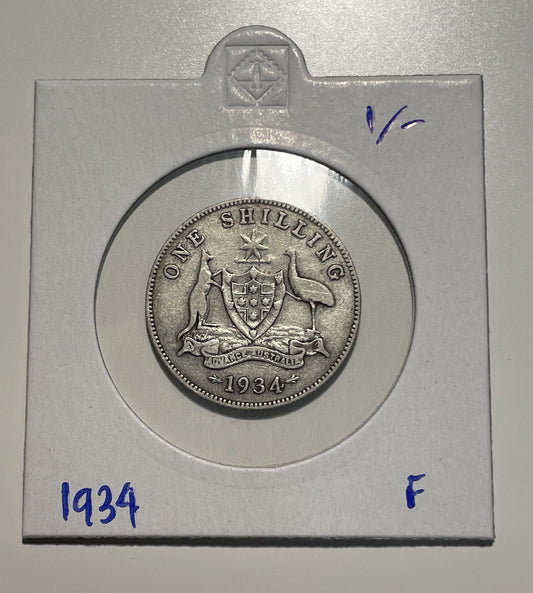 1/-
ONE SHILLING
ADVANCE AUSTRALIA
1934
1934
F